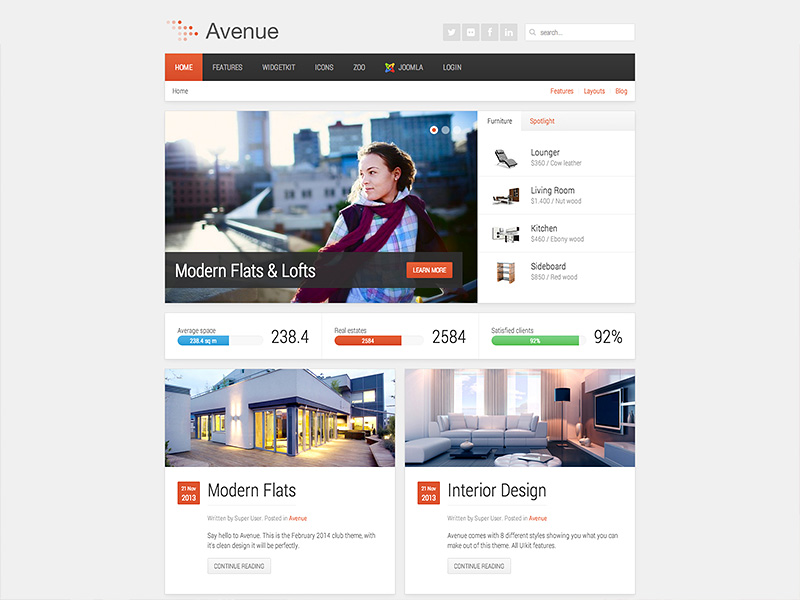 Avenue
search...
HOME FEATURES WIDGETKIT ICONS ZOO JOOMLA LOGIN
Home
Features Layouts Blog
Modern Flats & Lofts
LEARN MORE
Furniture Spotlight
Lounger
$360 / Cow leather
Living Room
$1.400 / Nut wood
Kitchen
$460 / Ebony wood
Sideboard
$850 / Red wood
Average space
238.4 sq m
238.4
Real estates
2584
2584
Satisfied clients
92%
92%
21 Nov
2013
Modern Flats
Written by Super User. Posted in Avenue
Say hello to Avenue. This is the February 2014 club theme, with
it's clean design it will be perfectly.
CONTINUE READING
21 Nov
2013
Interior Design
Written by Super User. Posted in Avenue
Avenue comes with 8 different styles showing you what you can
make out of this theme. All UIkit features.
CONTINUE READING